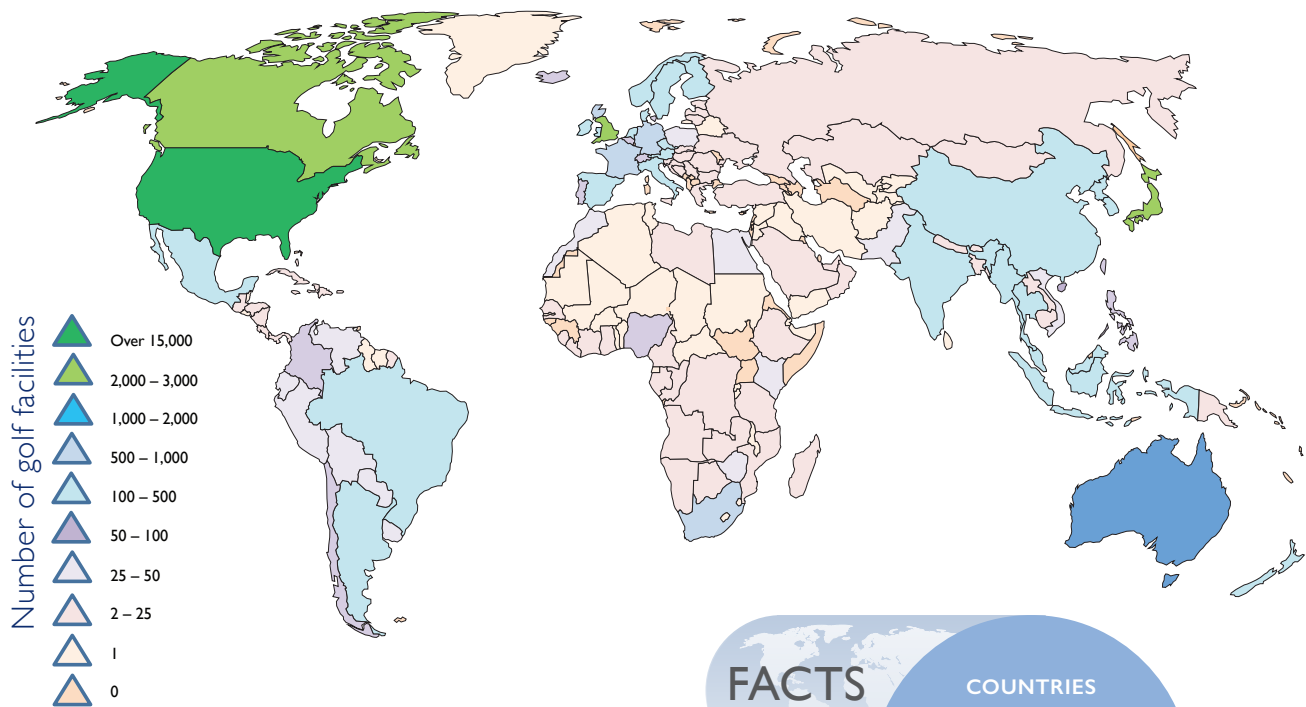 Number of golf facilities
Over 15,000
2,000 – 3,000
1,000 – 2,000
500 – 1,000
100 – 500
50 – 100
25 – 50
2 – 25
1
0
FACTS
COUNTRIES